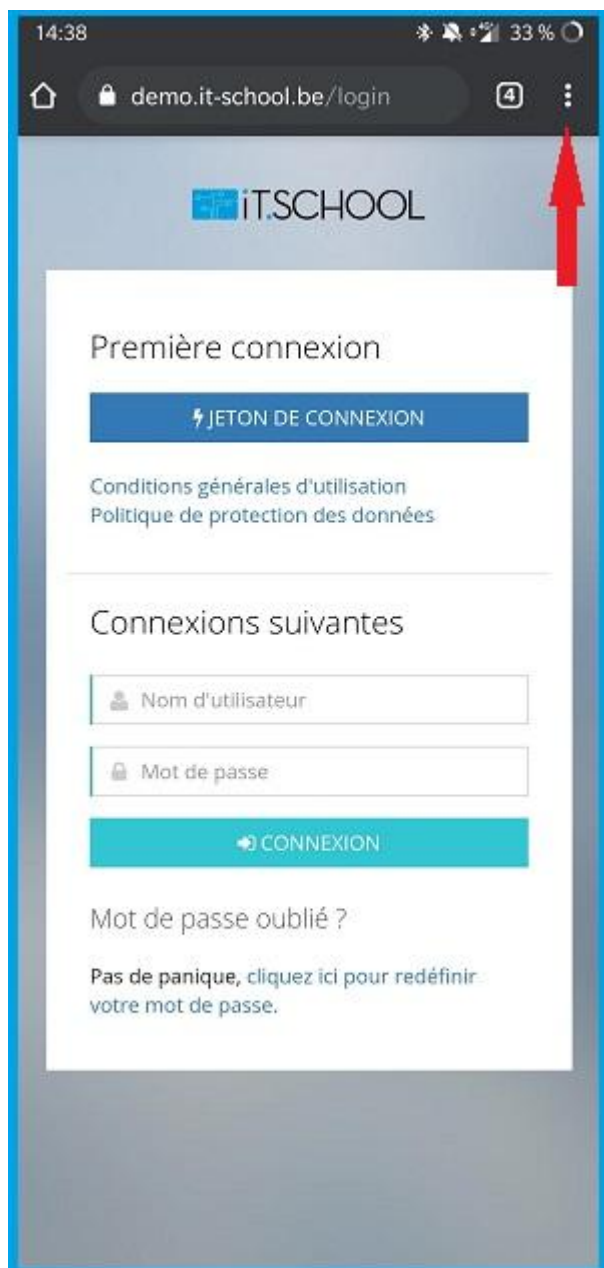 14:38 33 %
demo.it-school.be/login 4
iT.SCHOOL
Première connexion
JETON DE CONNEXION
Conditions générales d'utilisation
Politique de protection des données
Connexions suivantes
Nom d'utilisateur
Mot de passe
CONNEXION
Mot de passe oublié ?
Pas de panique, cliquez ici pour redéfinir
votre mot de passe.